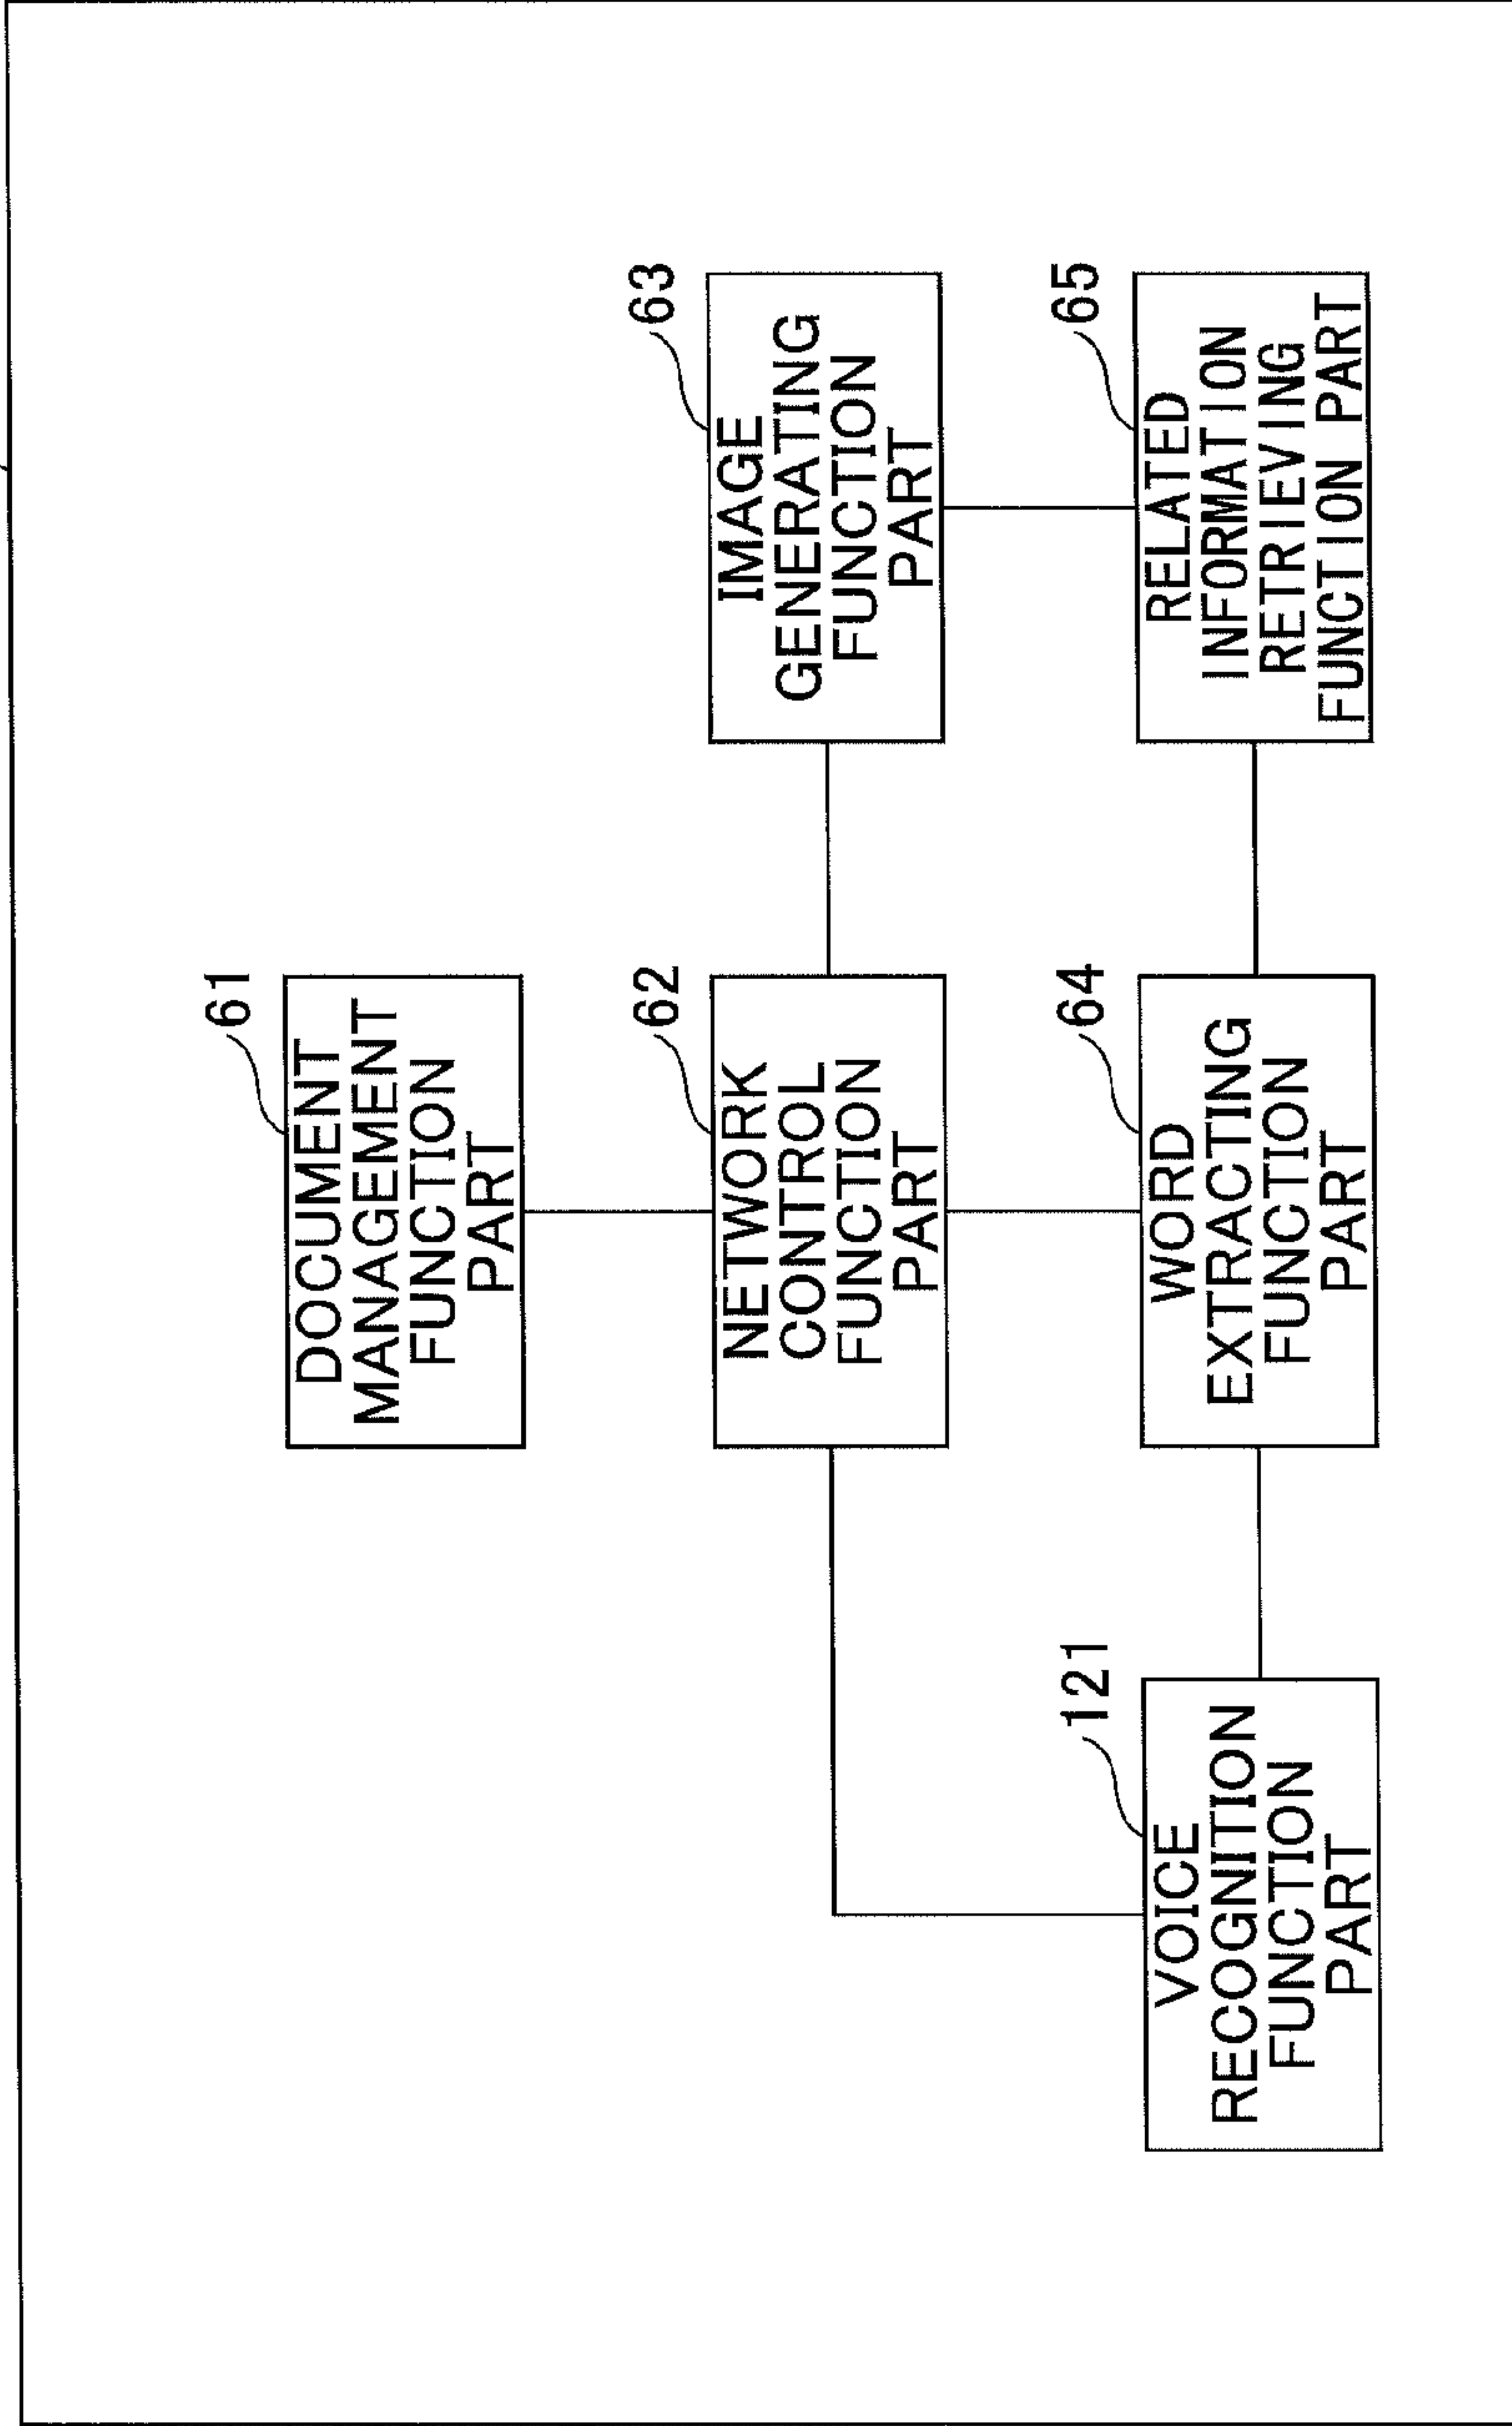 61
DOCUMENT
MANAGEMENT
FUNCTION
PART
62
NETWORK
CONTROL
FUNCTION
PART
63
IMAGE
GENERATING
FUNCTION
PART
121
VOICE
RECOGNITION
FUNCTION
PART
64
WORD
EXTRACTING
FUNCTION
PART
65
RELATED
INFORMATION
RETRIEVING
FUNCTION PART